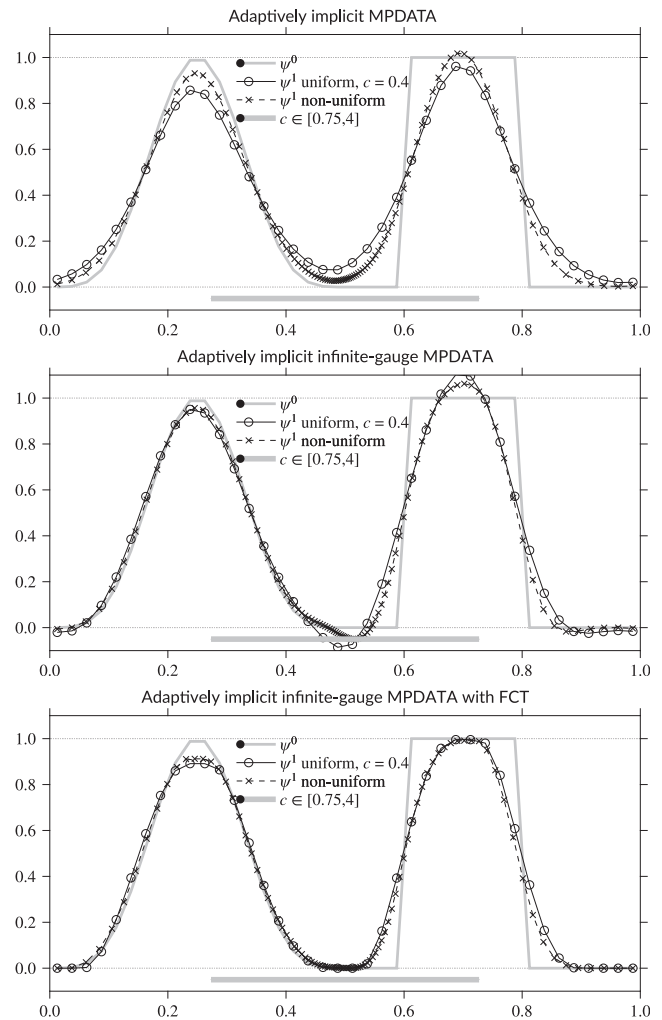 Adaptively implicit MPDATA
1.0
0.8
0.6
0.4
0.2
0.0
ψ⁰
ψ¹ uniform, c = 0.4
ψ¹ non-uniform
c ∈ [0.75,4]
0.0 0.2 0.4 0.6 0.8 1.0
Adaptively implicit infinite-gauge MPDATA
1.0
0.8
0.6
0.4
0.2
0.0
ψ⁰
ψ¹ uniform, c = 0.4
ψ¹ non-uniform
c ∈ [0.75,4]
0.0 0.2 0.4 0.6 0.8 1.0
Adaptively implicit infinite-gauge MPDATA with FCT
1.0
0.8
0.6
0.4
0.2
0.0
ψ⁰
ψ¹ uniform, c = 0.4
ψ¹ non-uniform
c ∈ [0.75,4]
0.0 0.2 0.4 0.6 0.8 1.0